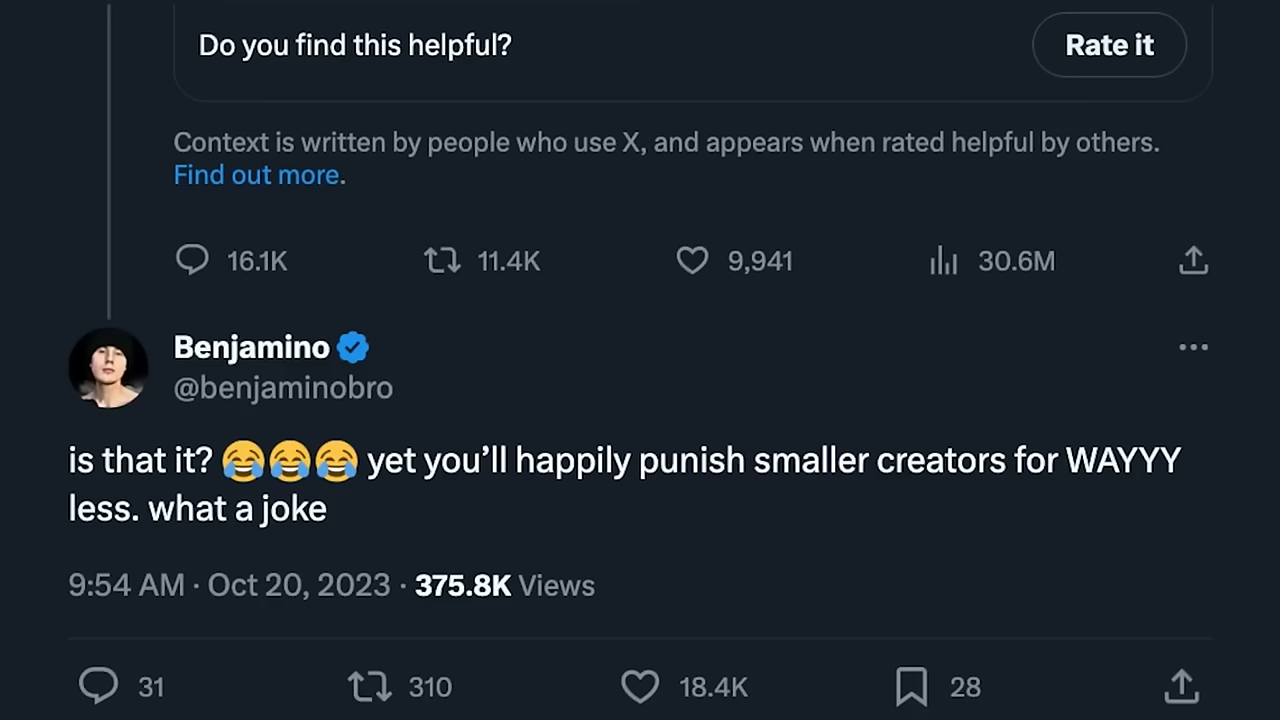 Do you find this helpful?
Rate it
Context is written by people who use X, and appears when rated helpful by others.
Find out more.
16.1K 11.4K 9,941 30.6M
Benjamino
@benjaminobro
is that it? 😂😂😂 yet you’ll happily punish smaller creators for WAYYY
less. what a joke
9:54 AM · Oct 20, 2023 · 375.8K Views
31 310 18.4K 28